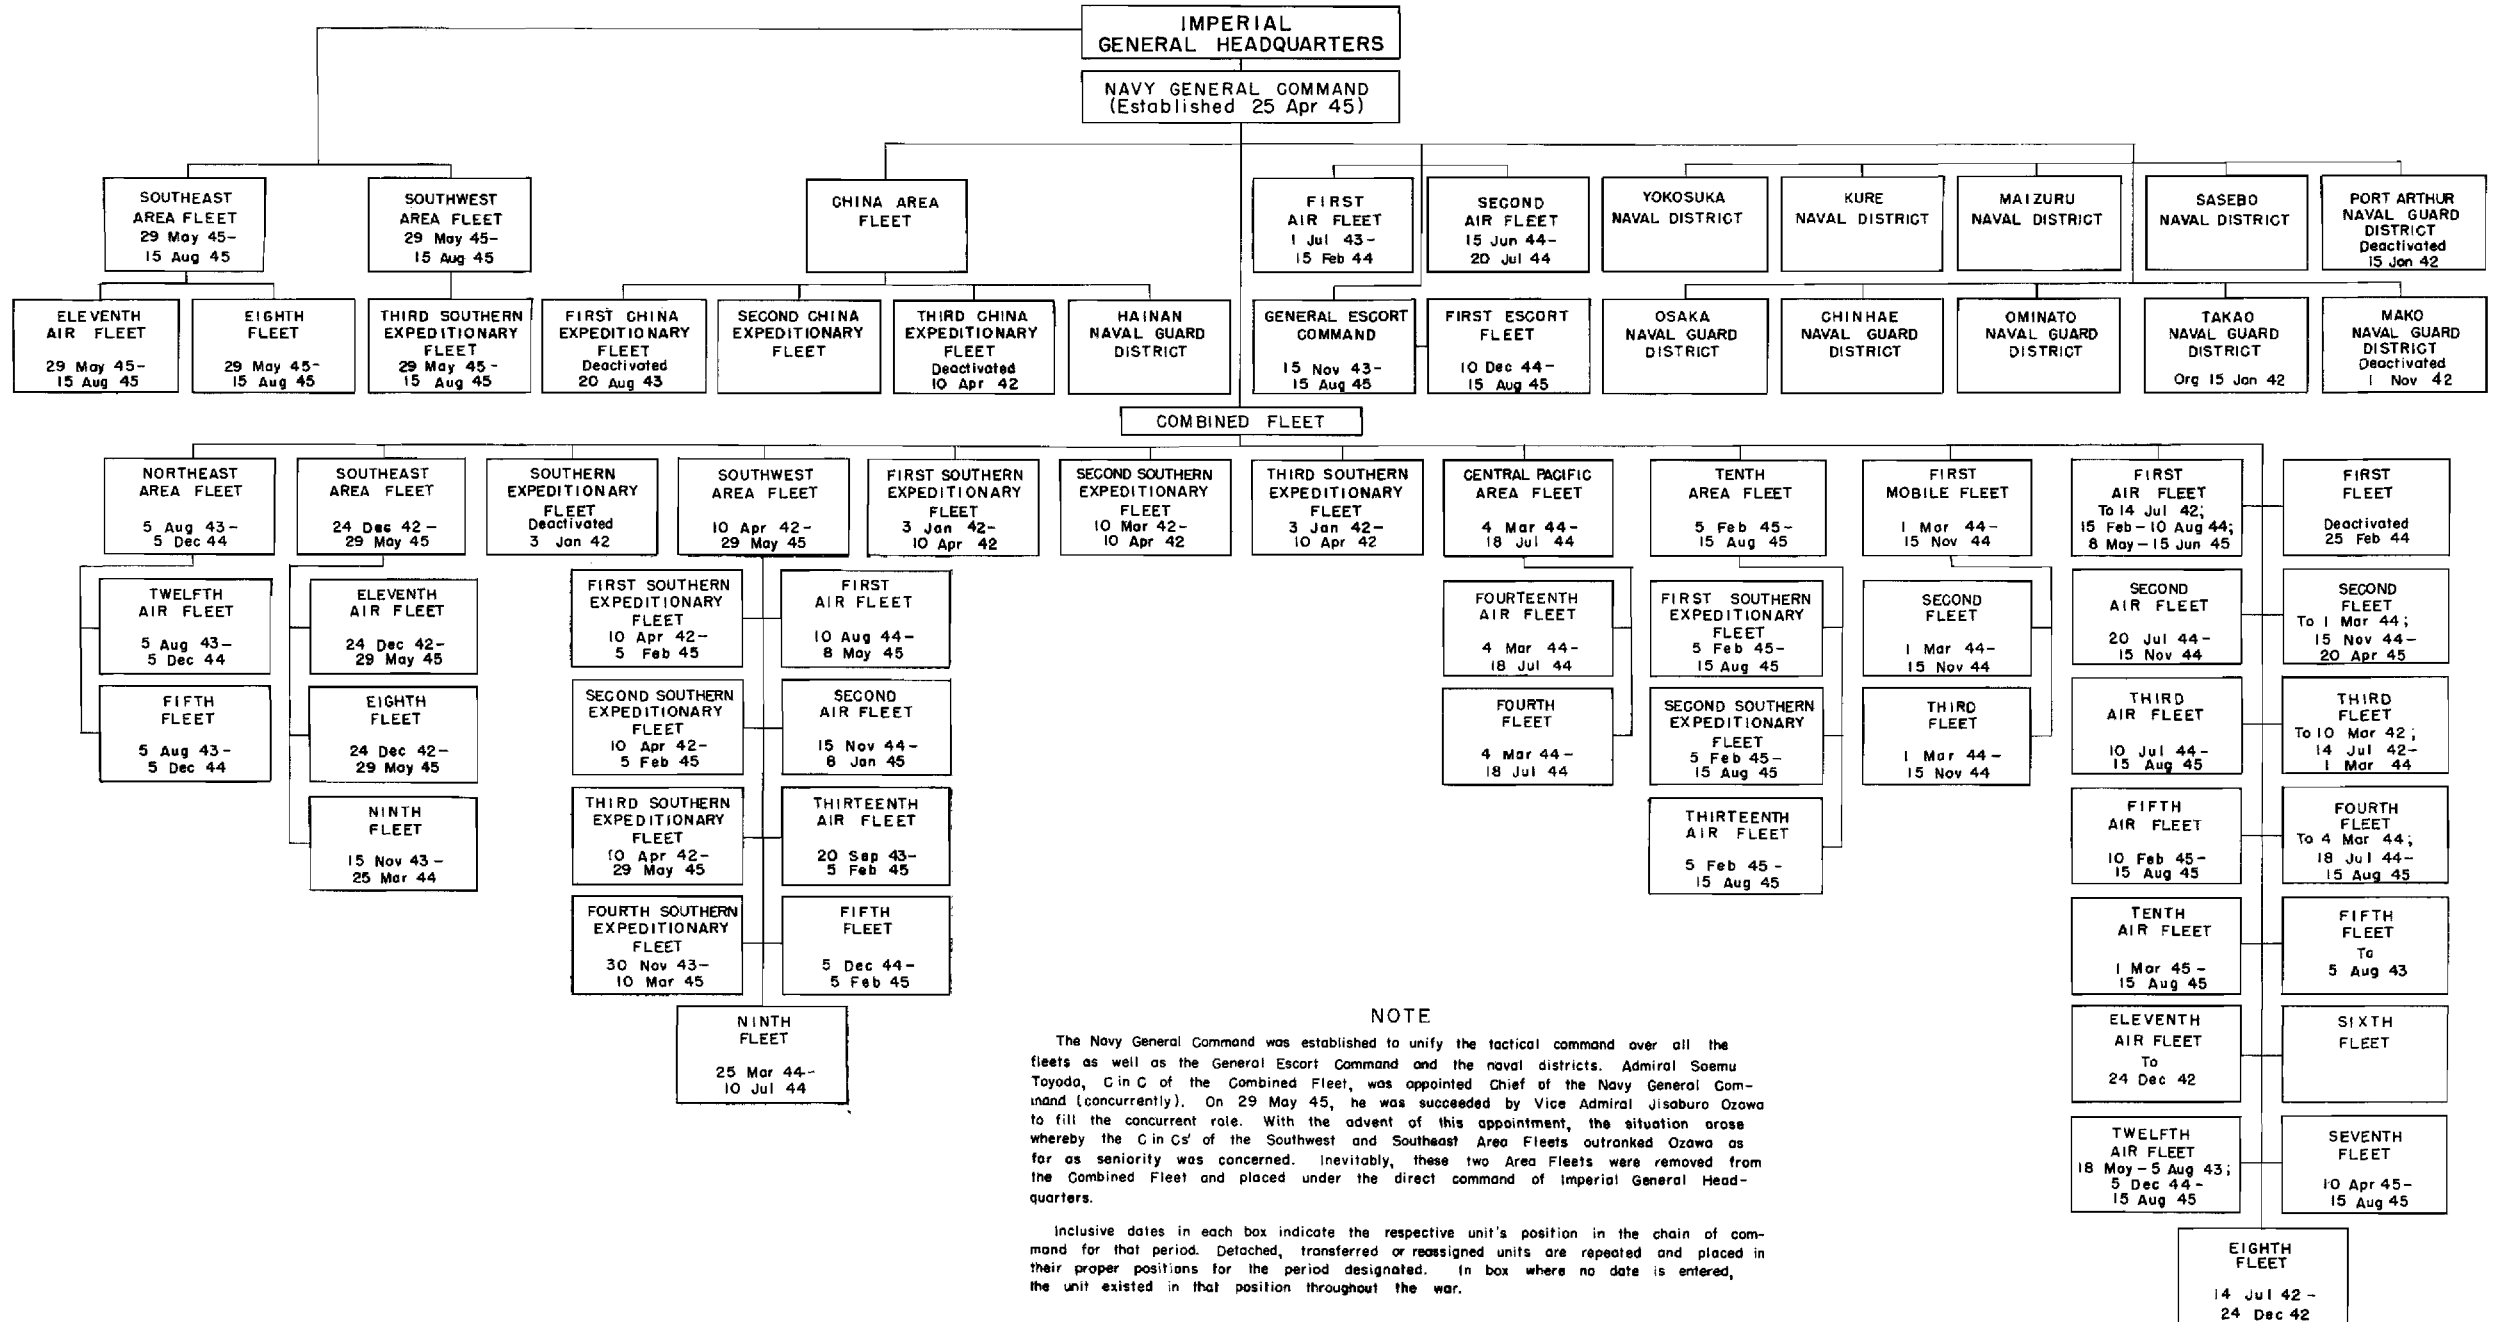 IMPERIAL
GENERAL HEADQUARTERS
NAVY GENERAL COMMAND
(Established 25 Apr 45)
SOUTHEAST
AREA FLEET
29 May 45–
15 Aug 45
SOUTHWEST
AREA FLEET
29 May 45–
15 Aug 45
CHINA AREA
FLEET
FIRST
AIR FLEET
1 Jul 43–
15 Feb 44
SECOND
AIR FLEET
15 Jun 44–
20 Jul 44
YOKOSUKA
NAVAL DISTRICT
KURE
NAVAL DISTRICT
MAIZURU
NAVAL DISTRICT
SASEBO
NAVAL DISTRICT
PORT ARTHUR
NAVAL GUARD
DISTRICT
Deactivated
15 Jan 42
ELEVENTH
AIR FLEET
29 May 45–
15 Aug 45
EIGHTH
FLEET
29 May 45–
15 Aug 45
THIRD SOUTHERN
EXPEDITIONARY
FLEET
29 May 45–
15 Aug 45
FIRST CHINA
EXPEDITIONARY
FLEET
Deactivated
20 Aug 43
SECOND CHINA
EXPEDITIONARY
FLEET
THIRD CHINA
EXPEDITIONARY
FLEET
Deactivated
10 Apr 42
HAINAN
NAVAL GUARD
DISTRICT
GENERAL ESCORT
COMMAND
15 Nov 43–
15 Aug 45
FIRST ESCORT
FLEET
10 Dec 44–
15 Aug 45
OSAKA
NAVAL GUARD
DISTRICT
CHINHAE
NAVAL GUARD
DISTRICT
OMINATO
NAVAL GUARD
DISTRICT
TAKAO
NAVAL GUARD
DISTRICT
Org 15 Jan 42
MAKO
NAVAL GUARD
DISTRICT
Deactivated
1 Nov 42
COMBINED FLEET
NORTHEAST
AREA FLEET
5 Aug 43–
5 Dec 44
SOUTHEAST
AREA FLEET
24 Dec 42–
29 May 45
SOUTHERN
EXPEDITIONARY
FLEET
Deactivated
3 Jan 42
SOUTHWEST
AREA FLEET
10 Apr 42–
29 May 45
FIRST SOUTHERN
EXPEDITIONARY
FLEET
3 Jan 42–
10 Apr 42
SECOND SOUTHERN
EXPEDITIONARY
FLEET
10 Mar 42–
10 Apr 42
THIRD SOUTHERN
EXPEDITIONARY
FLEET
3 Jan 42–
10 Apr 42
CENTRAL PACIFIC
AREA FLEET
4 Mar 44–
18 Jul 44
TENTH
AREA FLEET
5 Feb 45–
15 Aug 45
FIRST
MOBILE FLEET
1 Mar 44–
15 Nov 44
FIRST
AIR FLEET
To 14 Jul 42;
15 Feb–10 Aug 44;
8 May–15 Jun 45
FIRST
FLEET
Deactivated
25 Feb 44
TWELFTH
AIR FLEET
5 Aug 43–
5 Dec 44
ELEVENTH
AIR FLEET
24 Dec 42–
29 May 45
FIRST SOUTHERN
EXPEDITIONARY
FLEET
10 Apr 42–
5 Feb 45
FIRST
AIR FLEET
10 Aug 44–
8 May 45
FOURTEENTH
AIR FLEET
4 Mar 44–
18 Jul 44
FIRST SOUTHERN
EXPEDITIONARY
FLEET
5 Feb 45–
15 Aug 45
SECOND
FLEET
1 Mar 44–
15 Nov 44
SECOND
AIR FLEET
20 Jul 44–
15 Nov 44
SECOND
FLEET
To 1 Mar 44;
15 Nov 44–
20 Apr 45
FIFTH
FLEET
5 Aug 43–
5 Dec 44
EIGHTH
FLEET
24 Dec 42–
29 May 45
SECOND SOUTHERN
EXPEDITIONARY
FLEET
10 Apr 42–
5 Feb 45
SECOND
AIR FLEET
15 Nov 44–
8 Jan 45
FOURTH
FLEET
4 Mar 44–
18 Jul 44
SECOND SOUTHERN
EXPEDITIONARY
FLEET
5 Feb 45–
15 Aug 45
THIRD
FLEET
1 Mar 44–
15 Nov 44
THIRD
AIR FLEET
10 Jul 44–
15 Aug 45
THIRD
FLEET
To 10 Mar 42;
14 Jul 42–
1 Mar 44
NINTH
FLEET
15 Nov 43–
25 Mar 44
THIRD SOUTHERN
EXPEDITIONARY
FLEET
10 Apr 42–
29 May 45
THIRTEENTH
AIR FLEET
20 Sep 43–
5 Feb 45
THIRTEENTH
AIR FLEET
5 Feb 45–
15 Aug 45
FIFTH
AIR FLEET
10 Feb 45–
15 Aug 45
FOURTH
FLEET
To 4 Mar 44;
18 Jul 44–
15 Aug 45
FOURTH SOUTHERN
EXPEDITIONARY
FLEET
30 Nov 43–
10 Mar 45
FIFTH
FLEET
5 Dec 44–
5 Feb 45
TENTH
AIR FLEET
1 Mar 45–
15 Aug 45
FIFTH
FLEET
To
5 Aug 43
NINTH
FLEET
25 Mar 44–
10 Jul 44
ELEVENTH
AIR FLEET
To
24 Dec 42
SIXTH
FLEET
TWELFTH
AIR FLEET
18 May–5 Aug 43;
5 Dec 44–
15 Aug 45
SEVENTH
FLEET
10 Apr 45–
15 Aug 45
EIGHTH
FLEET
14 Jul 42–
24 Dec 42
NOTE
The Navy General Command was established to unify the tactical command over all the
fleets as well as the General Escort Command and the naval districts. Admiral Soemu
Toyoda, C in C of the Combined Fleet, was appointed Chief of the Navy General Com-
mand (concurrently). On 29 May 45, he was succeeded by Vice Admiral Jisaburo Ozawa
to fill the concurrent role. With the advent of this appointment, the situation arose
whereby the C in Cs' of the Southwest and Southeast Area Fleets outranked Ozawa as
far as seniority was concerned. Inevitably, these two Area Fleets were removed from
the Combined Fleet and placed under the direct command of Imperial General Head-
quarters.
Inclusive dates in each box indicate the respective unit's position in the chain of com-
mand for that period. Detached, transferred or reassigned units are repeated and placed in
their proper positions for the period designated. In box where no date is entered,
the unit existed in that position throughout the war.